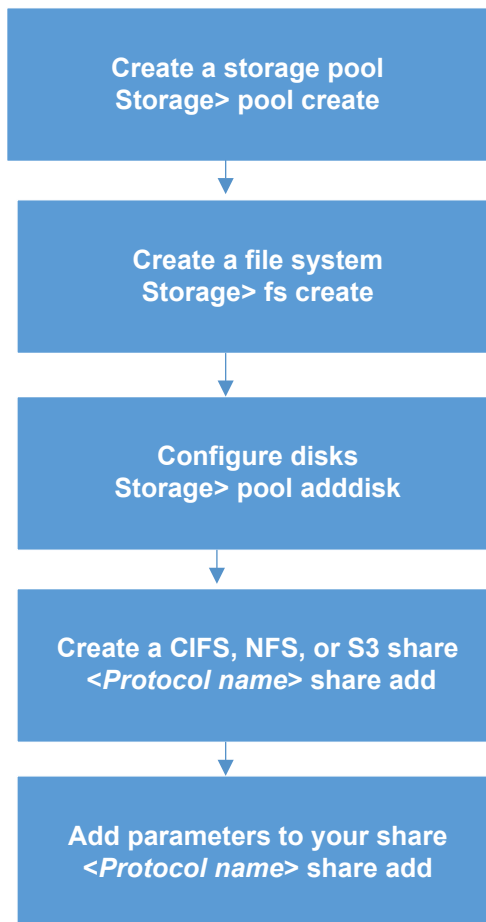 Create a storage pool
Storage> pool create
Create a file system
Storage> fs create
Configure disks
Storage> pool adddisk
Create a CIFS, NFS, or S3 share
<Protocol name> share add
Add parameters to your share
<Protocol name> share add